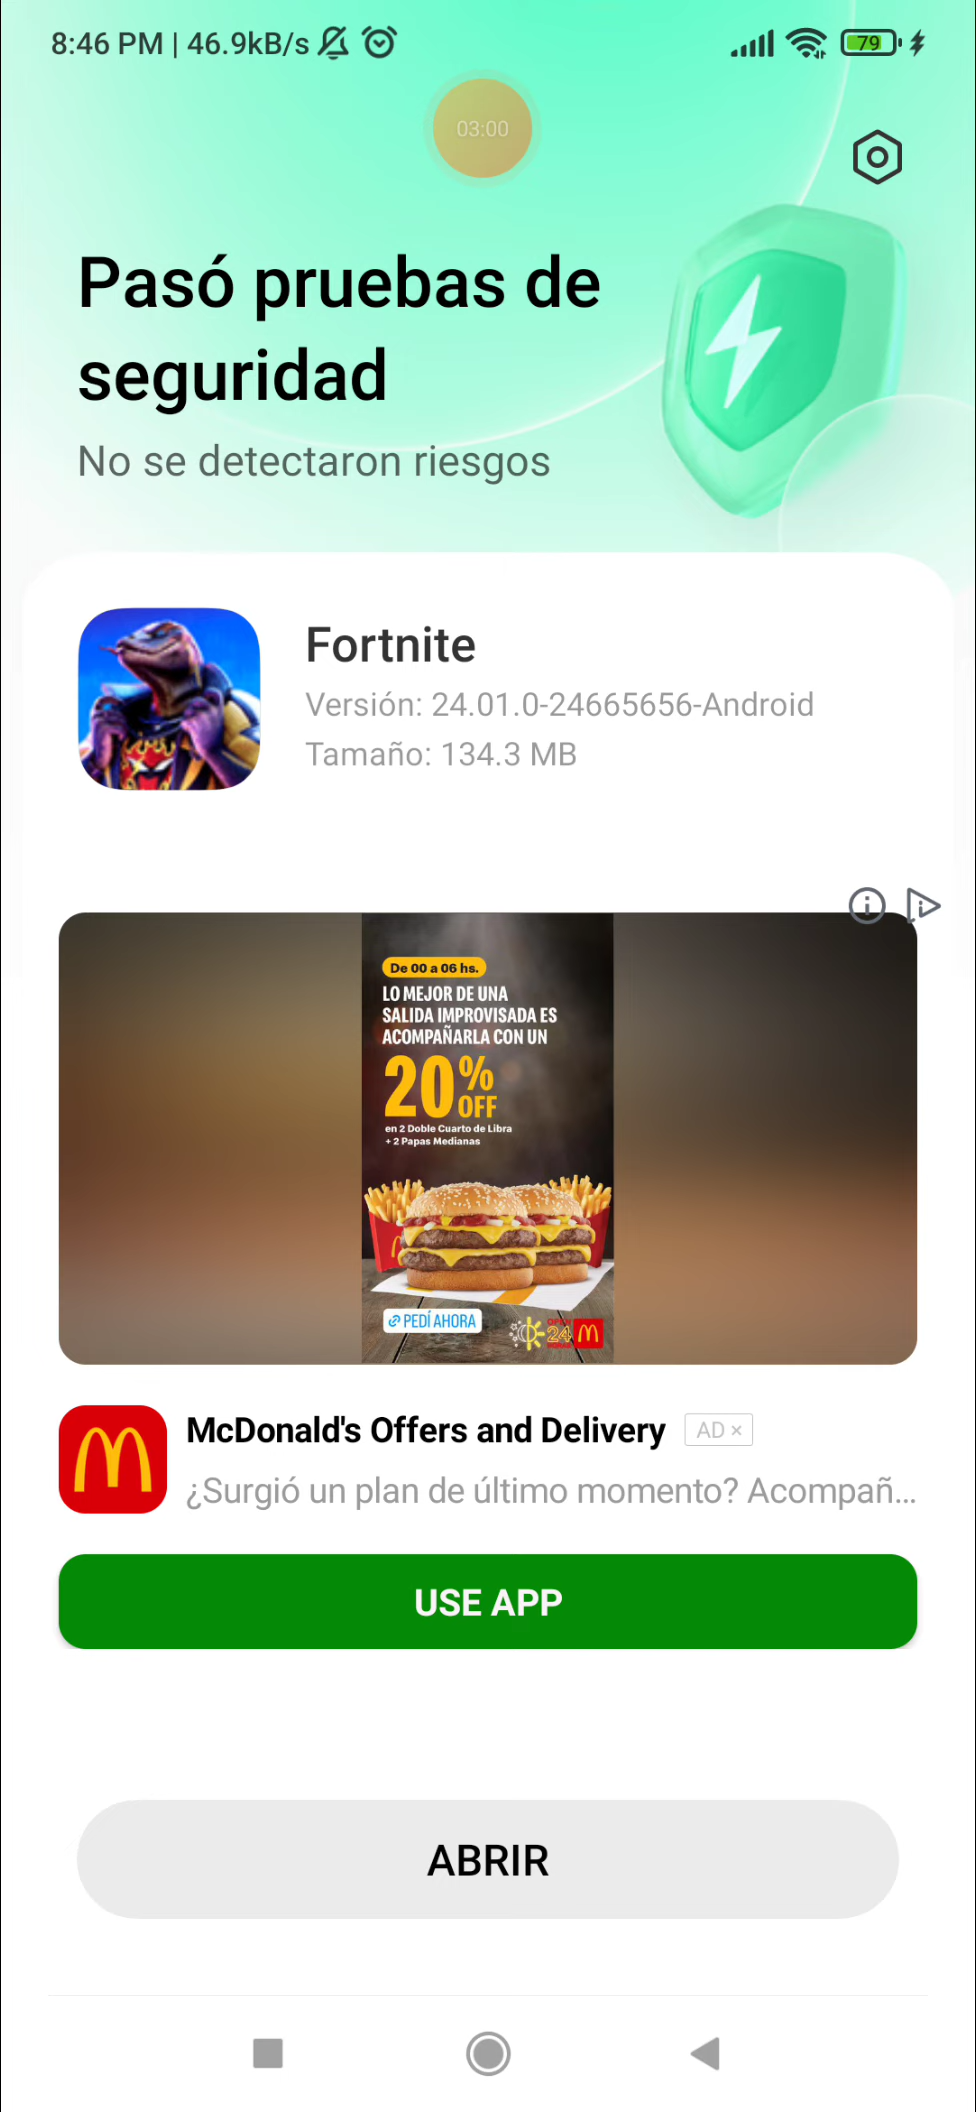 8:46 PM | 46.9kB/s
79
03:00
Pasó pruebas de
seguridad
No se detectaron riesgos
Fortnite
Versión: 24.01.0-24665656-Android
Tamaño: 134.3 MB
De 00 a 06 hs.
LO MEJOR DE UNA
SALIDA IMPROVISADA ES
ACOMPAÑARLA CON UN
20% OFF
en 2 Doble Cuarto de Libra
+ 2 Papas Medianas
PEDÍ AHORA
OPEN
24
HORAS
McDonald's Offers and Delivery
AD ×
¿Surgió un plan de último momento? Acompañ...
USE APP
ABRIR